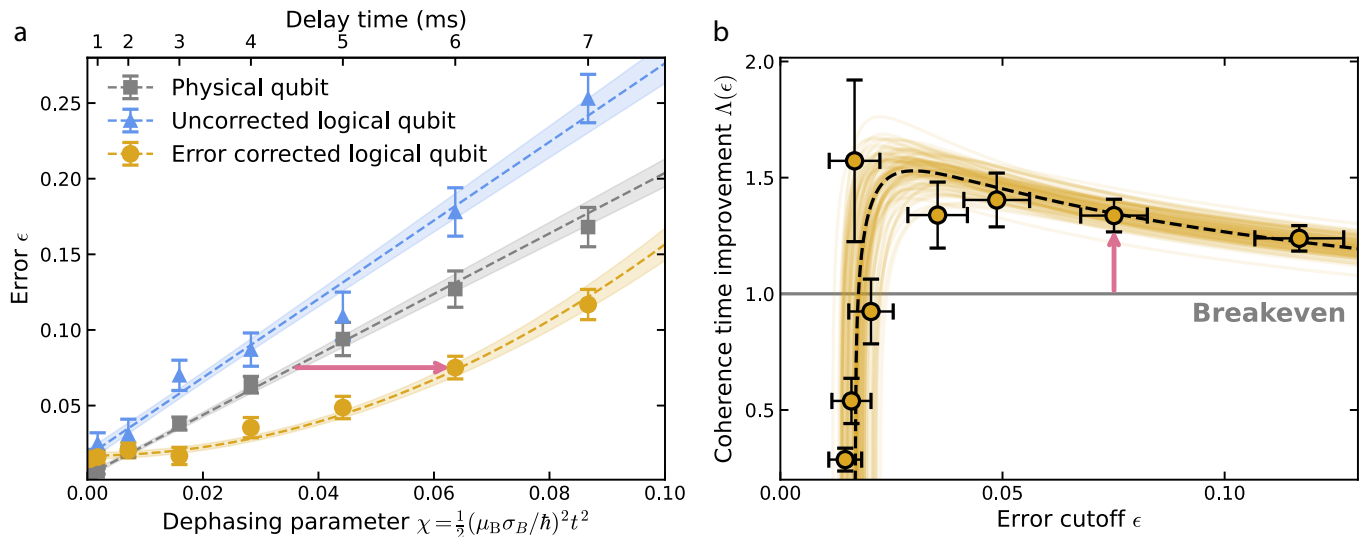 a
Delay time (ms)
1 2 3 4 5 6 7
Physical qubit
Uncorrected logical qubit
Error corrected logical qubit
Error ϵ
0.25
0.20
0.15
0.10
0.05
0.00 0.02 0.04 0.06 0.08 0.10
Dephasing parameter χ = 1/2(μ_B σ_B/ħ)²t²
b
Coherence time improvement Λ(ϵ)
2.0
1.5
1.0
0.5
Breakeven
0.00 0.05 0.10
Error cutoff ϵ